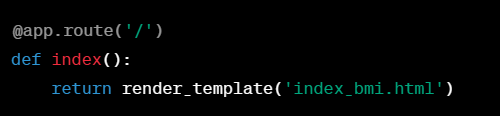 @app.route('/')
def index():
    return render_template('index_bmi.html')